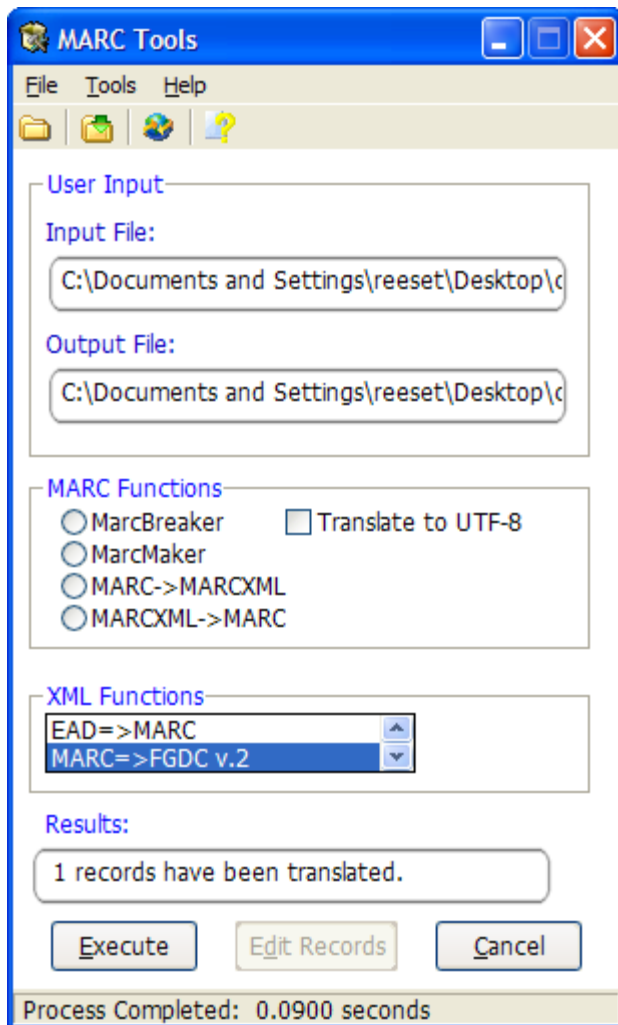 MARC Tools
File Tools Help
User Input
Input File:
C:\Documents and Settings\reeset\Desktop\c
Output File:
C:\Documents and Settings\reeset\Desktop\c
MARC Functions
MarcBreaker Translate to UTF-8
MarcMaker
MARC->MARCXML
MARCXML->MARC
XML Functions
EAD=>MARC
MARC=>FGDC v.2
Results:
1 records have been translated.
Execute Edit Records Cancel
Process Completed: 0.0900 seconds